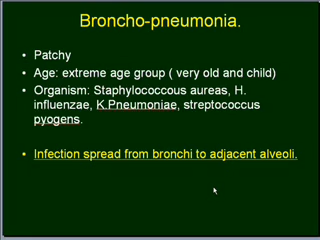 Broncho-pneumonia.
• Patchy
• Age: extreme age group ( very old and child)
• Organism: Staphylococcous aureas, H.
influenzae, K.Pneumoniae, streptococcus
pyogens.
• Infection spread from bronchi to adjacent alveoli.